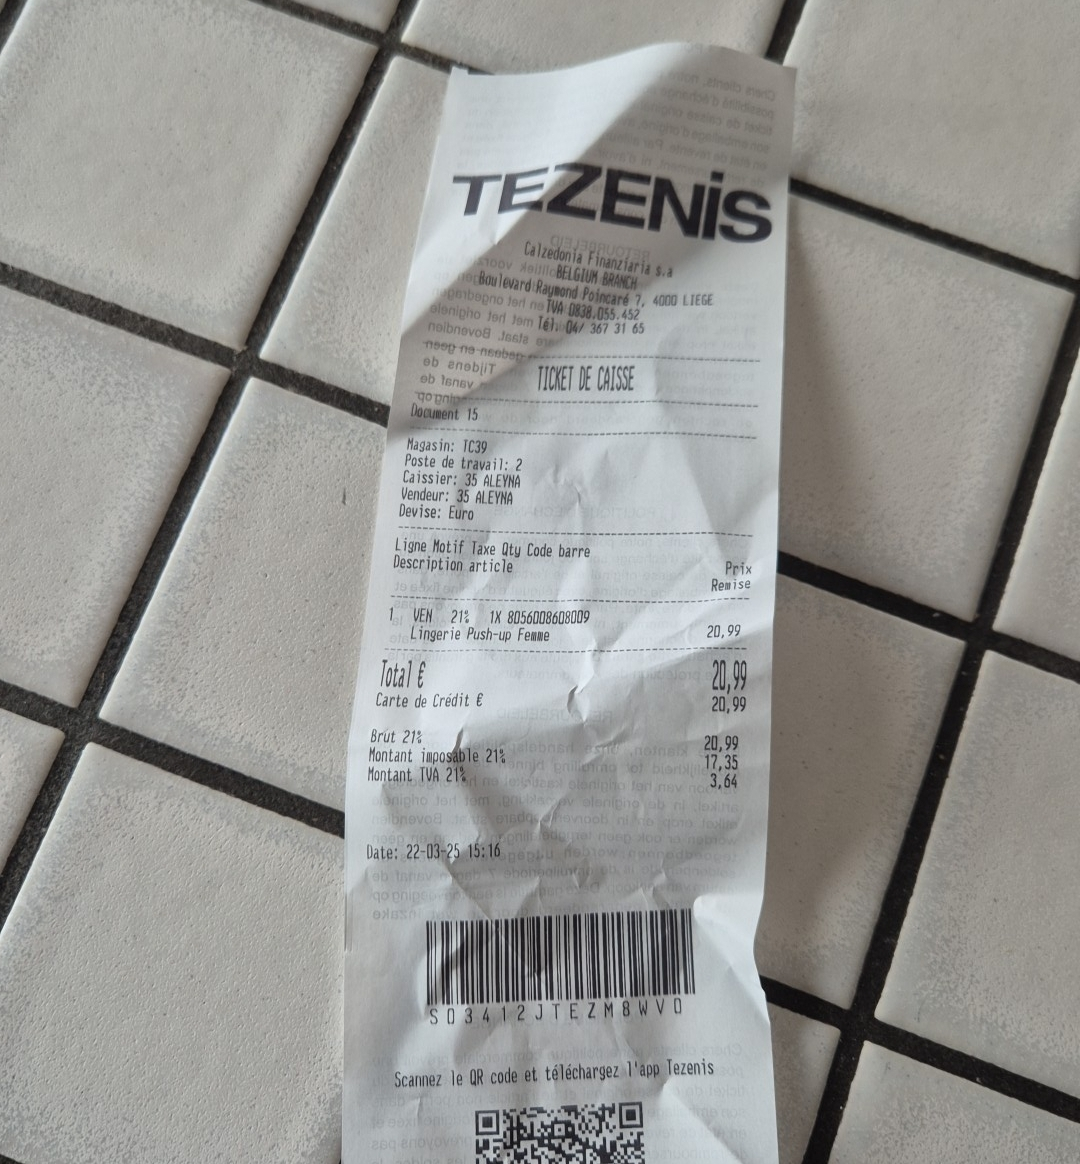 TEZENIS
Calzedonia Finanziaria s.a
BELGIUM BRANCH
Boulevard Raymond Poincaré 7, 4000 LIEGE
TVA 0838.055.452
Tél: 04/ 367 31 65
TICKET DE CAISSE
Document 15
Magasin: TC39
Poste de travail: 2
Caissier: 35 ALEYNA
Vendeur: 35 ALEYNA
Devise: Euro
Ligne Motif Taxe Qty Code barre
Description article Prix
Remise
1 VEN 21% 1X 8056008608009
Lingerie Push-up Femme 20,99
Total € 20,99
Carte de Crédit € 20,99
Brut 21% 20,99
Montant imposable 21% 17,35
Montant TVA 21% 3,64
Date: 22-03-25 15:16
S03412JTEZM8WV0
Scannez le QR code et téléchargez l'app Tezenis